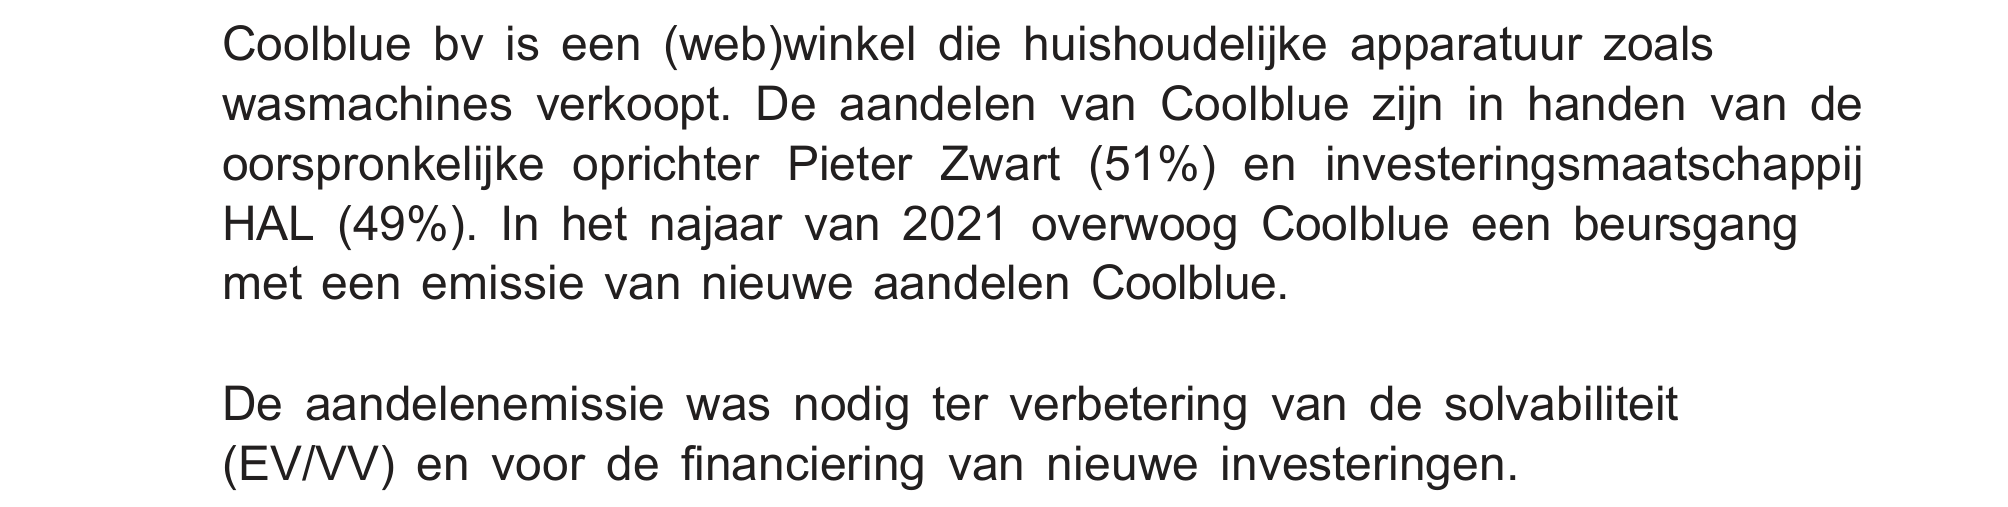 Coolblue bv is een (web)winkel die huishoudelijke apparatuur zoals
wasmachines verkoopt. De aandelen van Coolblue zijn in handen van de
oorspronkelijke oprichter Pieter Zwart (51%) en investeringsmaatschappij
HAL (49%). In het najaar van 2021 overwoog Coolblue een beursgang
met een emissie van nieuwe aandelen Coolblue.
De aandelenemissie was nodig ter verbetering van de solvabiliteit
(EV/VV) en voor de financiering van nieuwe investeringen.